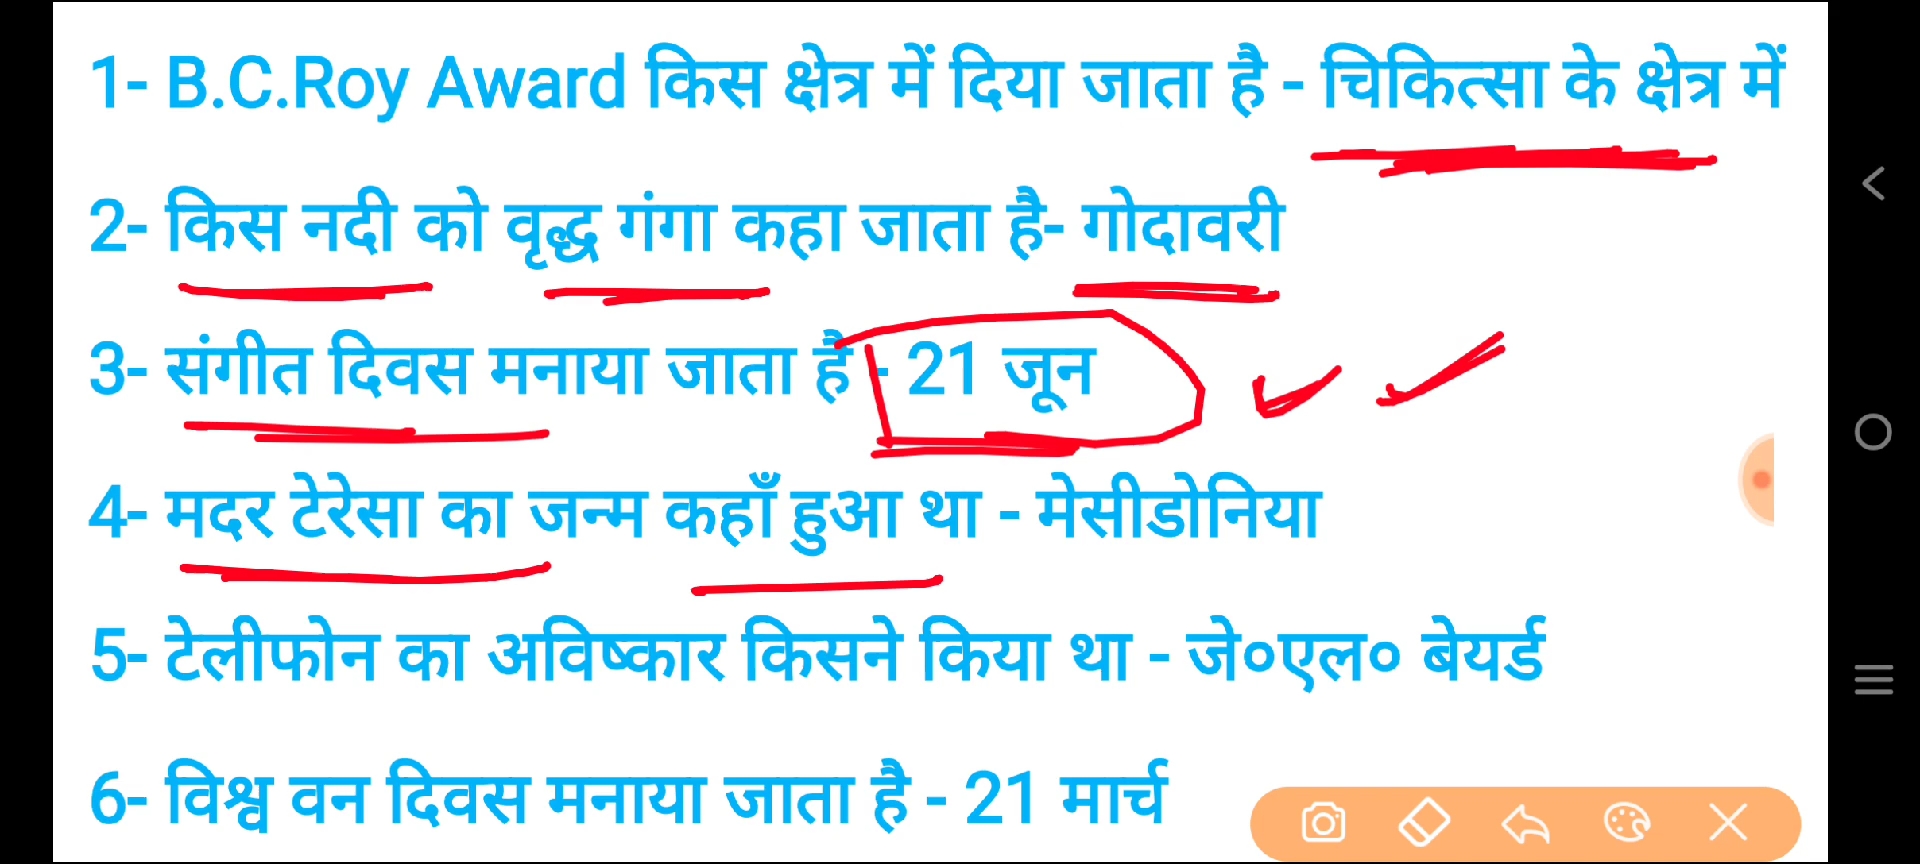 1- B.C.Roy Award किस क्षेत्र में दिया जाता है - चिकित्सा के क्षेत्र में
2- किस नदी को वृद्ध गंगा कहा जाता है- गोदावरी
3- संगीत दिवस मनाया जाता है - 21 जून
4- मदर टेरेसा का जन्म कहाँ हुआ था - मेसीडोनिया
5- टेलीफोन का अविष्कार किसने किया था - जे०एल० बेयर्ड
6- विश्व वन दिवस मनाया जाता है - 21 मार्च